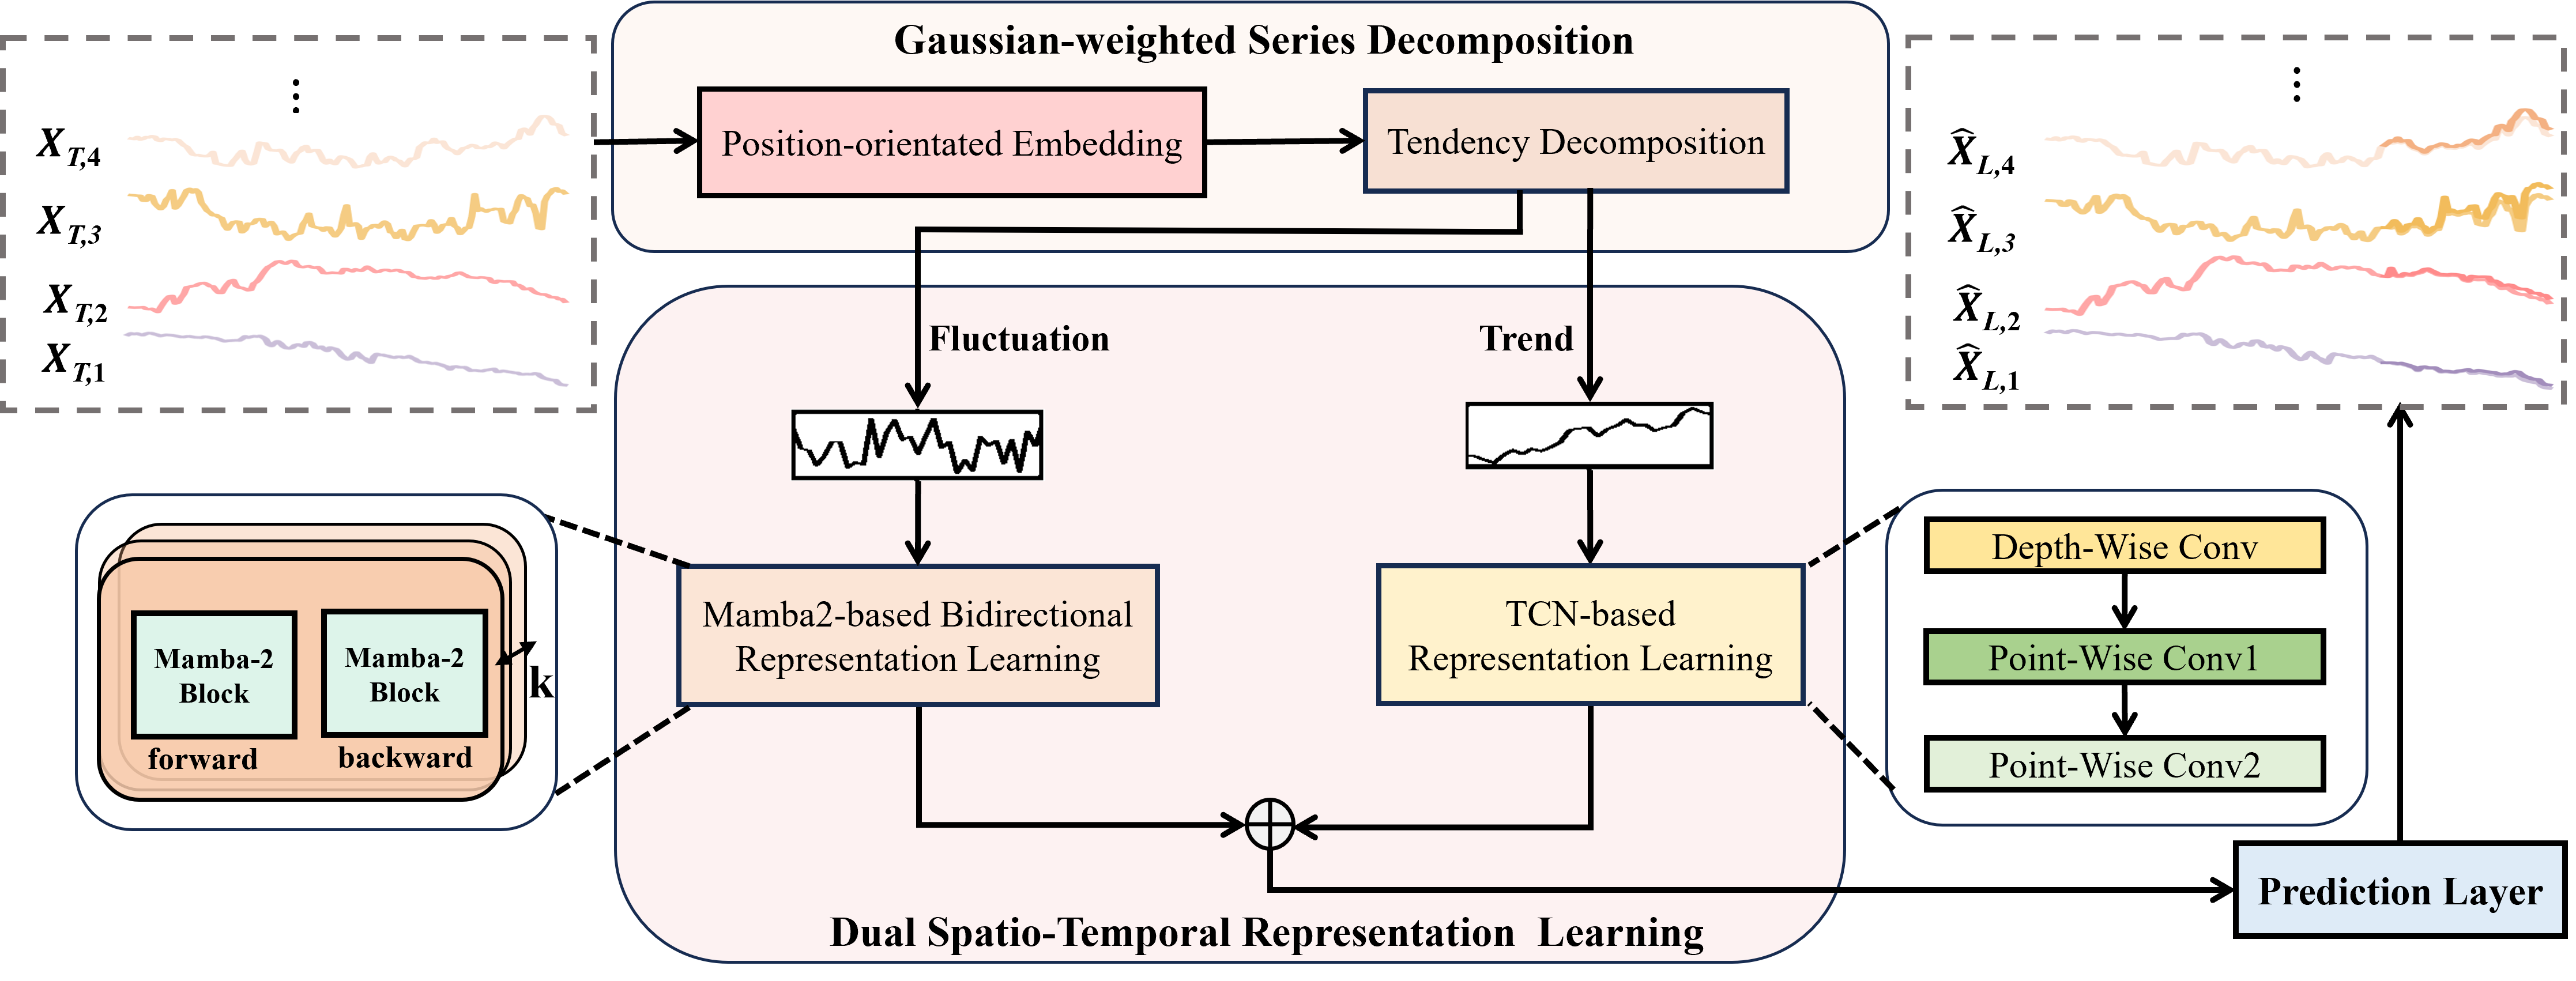 Gaussian-weighted Series Decomposition
Position-orientated Embedding
Tendency Decomposition
⋮
X_{T,4}
X_{T,3}
X_{T,2}
X_{T,1}
⋮
X̂_{L,4}
X̂_{L,3}
X̂_{L,2}
X̂_{L,1}
Fluctuation
Trend
Mamba-2
Block
forward
Mamba-2
Block
backward
k
Mamba2-based Bidirectional
Representation Learning
TCN-based
Representation Learning
Depth-Wise Conv
Point-Wise Conv1
Point-Wise Conv2
Prediction Layer
Dual Spatio-Temporal Representation Learning